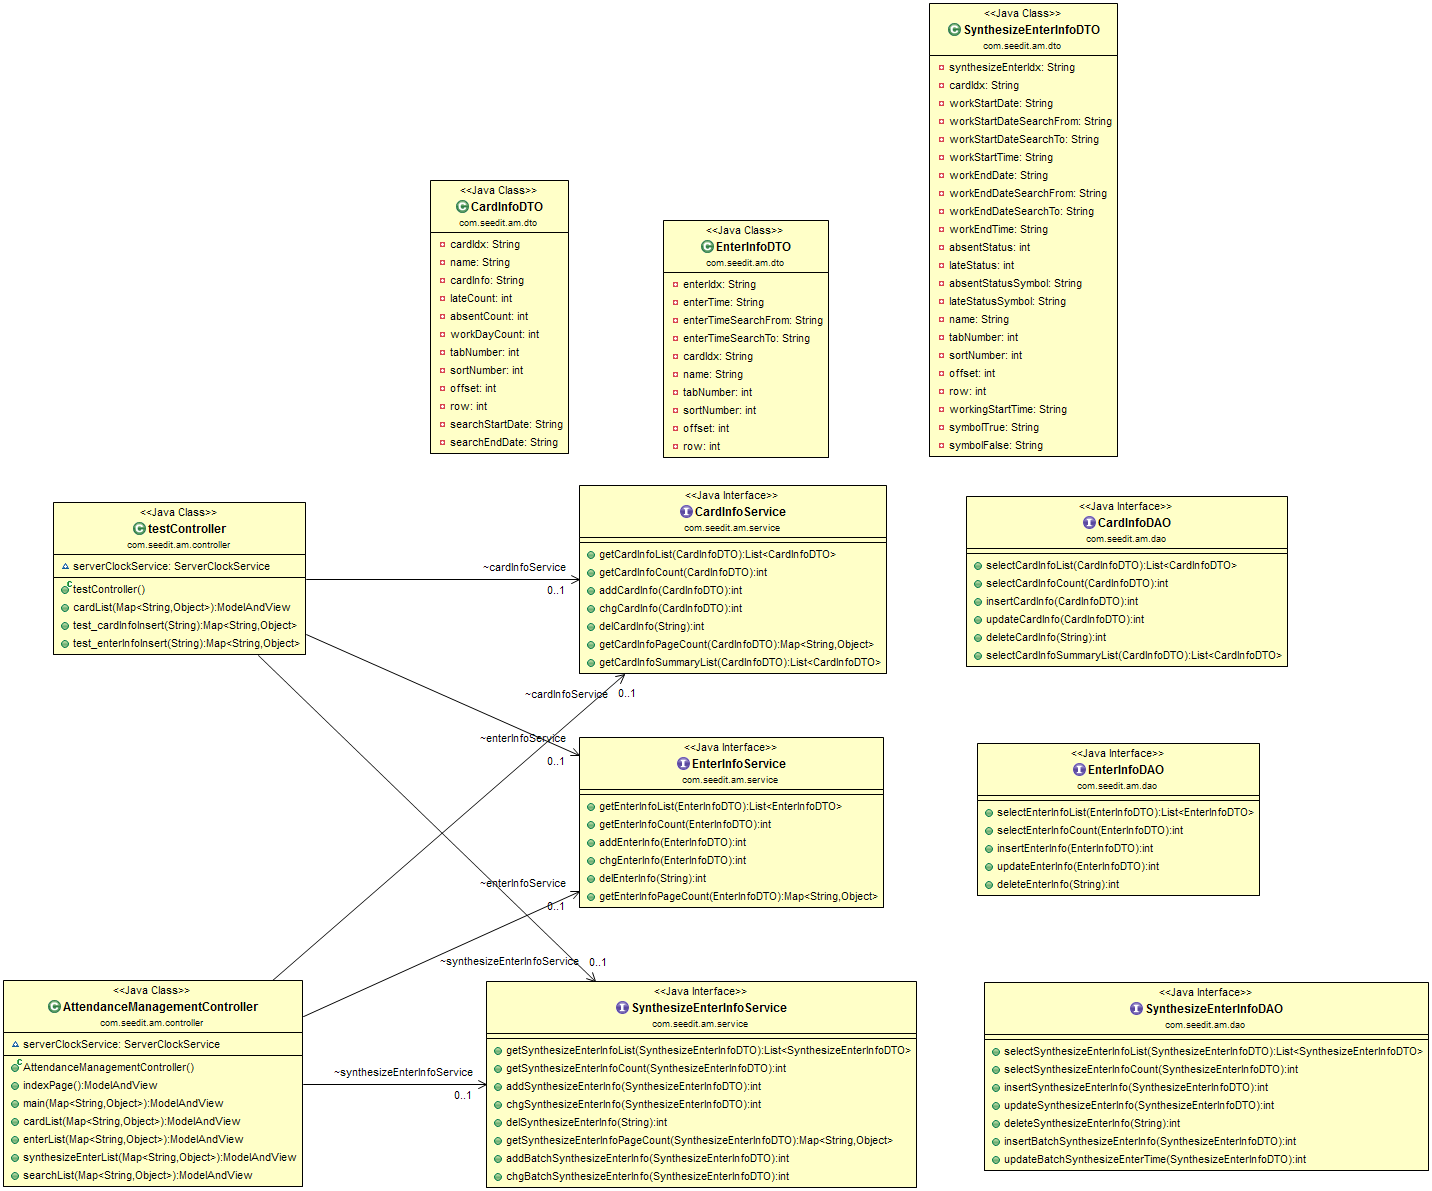 <<Java Class>>
SynthesizeEnterInfoDTO
com.seedit.am.dto
synthesizeEnterIdx: String
cardIdx: String
workStartDate: String
workStartDateSearchFrom: String
workStartDateSearchTo: String
workStartTime: String
workEndDate: String
workEndDateSearchFrom: String
workEndDateSearchTo: String
workEndTime: String
absentStatus: int
lateStatus: int
absentStatusSymbol: String
lateStatusSymbol: String
name: String
tabNumber: int
sortNumber: int
offset: int
row: int
workingStartTime: String
symbolTrue: String
symbolFalse: String
<<Java Class>>
CardInfoDTO
com.seedit.am.dto
cardIdx: String
name: String
cardInfo: String
lateCount: int
absentCount: int
workDayCount: int
tabNumber: int
sortNumber: int
offset: int
row: int
searchStartDate: String
searchEndDate: String
<<Java Class>>
EnterInfoDTO
com.seedit.am.dto
enterIdx: String
enterTime: String
enterTimeSearchFrom: String
enterTimeSearchTo: String
cardIdx: String
name: String
tabNumber: int
sortNumber: int
offset: int
row: int
<<Java Class>>
testController
com.seedit.am.controller
serverClockService: ServerClockService
testController()
cardList(Map<String,Object>):ModelAndView
test_cardInfoInsert(String):Map<String,Object>
test_enterInfoInsert(String):Map<String,Object>
~cardInfoService
0..1
<<Java Interface>>
CardInfoService
com.seedit.am.service
getCardInfoList(CardInfoDTO):List<CardInfoDTO>
getCardInfoCount(CardInfoDTO):int
addCardInfo(CardInfoDTO):int
chgCardInfo(CardInfoDTO):int
delCardInfo(String):int
getCardInfoPageCount(CardInfoDTO):Map<String,Object>
getCardInfoSummaryList(CardInfoDTO):List<CardInfoDTO>
<<Java Interface>>
CardInfoDAO
com.seedit.am.dao
selectCardInfoList(CardInfoDTO):List<CardInfoDTO>
selectCardInfoCount(CardInfoDTO):int
insertCardInfo(CardInfoDTO):int
updateCardInfo(CardInfoDTO):int
deleteCardInfo(String):int
selectCardInfoSummaryList(CardInfoDTO):List<CardInfoDTO>
~cardInfoService
0..1
~enterInfoService
0..1
<<Java Interface>>
EnterInfoService
com.seedit.am.service
getEnterInfoList(EnterInfoDTO):List<EnterInfoDTO>
getEnterInfoCount(EnterInfoDTO):int
addEnterInfo(EnterInfoDTO):int
chgEnterInfo(EnterInfoDTO):int
delEnterInfo(String):int
getEnterInfoPageCount(EnterInfoDTO):Map<String,Object>
<<Java Interface>>
EnterInfoDAO
com.seedit.am.dao
selectEnterInfoList(EnterInfoDTO):List<EnterInfoDTO>
selectEnterInfoCount(EnterInfoDTO):int
insertEnterInfo(EnterInfoDTO):int
updateEnterInfo(EnterInfoDTO):int
deleteEnterInfo(String):int
~enterInfoService
0..1
~synthesizeEnterInfoService
0..1
<<Java Class>>
AttendanceManagementController
com.seedit.am.controller
serverClockService: ServerClockService
AttendanceManagementController()
indexPage():ModelAndView
main(Map<String,Object>):ModelAndView
cardList(Map<String,Object>):ModelAndView
enterList(Map<String,Object>):ModelAndView
synthesizeEnterList(Map<String,Object>):ModelAndView
searchList(Map<String,Object>):ModelAndView
~synthesizeEnterInfoService
0..1
<<Java Interface>>
SynthesizeEnterInfoService
com.seedit.am.service
getSynthesizeEnterInfoList(SynthesizeEnterInfoDTO):List<SynthesizeEnterInfoDTO>
getSynthesizeEnterInfoCount(SynthesizeEnterInfoDTO):int
addSynthesizeEnterInfo(SynthesizeEnterInfoDTO):int
chgSynthesizeEnterInfo(SynthesizeEnterInfoDTO):int
delSynthesizeEnterInfo(String):int
getSynthesizeEnterInfoPageCount(SynthesizeEnterInfoDTO):Map<String,Object>
addBatchSynthesizeEnterInfo(SynthesizeEnterInfoDTO):int
chgBatchSynthesizeEnterInfo(SynthesizeEnterInfoDTO):int
<<Java Interface>>
SynthesizeEnterInfoDAO
com.seedit.am.dao
selectSynthesizeEnterInfoList(SynthesizeEnterInfoDTO):List<SynthesizeEnterInfoDTO>
selectSynthesizeEnterInfoCount(SynthesizeEnterInfoDTO):int
insertSynthesizeEnterInfo(SynthesizeEnterInfoDTO):int
updateSynthesizeEnterInfo(SynthesizeEnterInfoDTO):int
deleteSynthesizeEnterInfo(String):int
insertBatchSynthesizeEnterInfo(SynthesizeEnterInfoDTO):int
updateBatchSynthesizeEnterTime(SynthesizeEnterInfoDTO):int